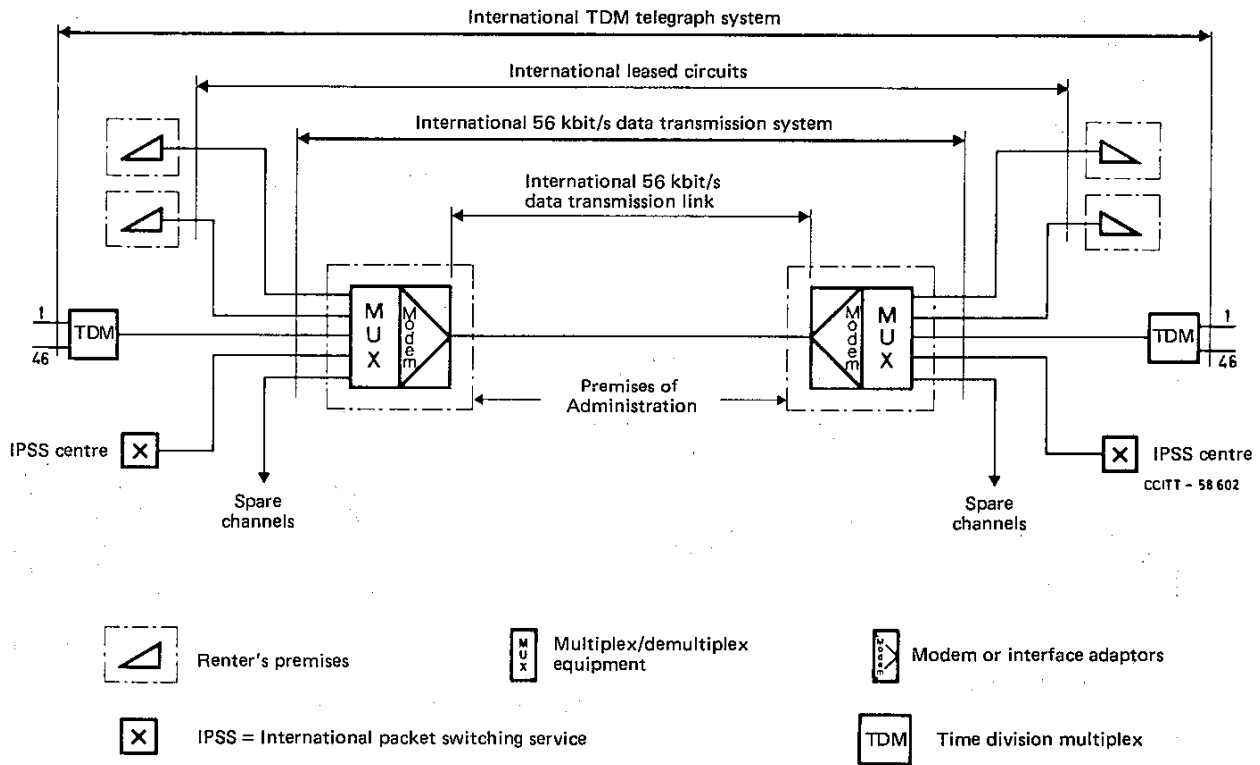 International TDM telegraph system
International leased circuits
International 56 kbit/s data transmission system
International 56 kbit/s
data transmission link
MUX
Modem
Modem
MUX
1
TDM
46
1
TDM
46
Premises of
Administration
IPSS centre
X
X
IPSS centre
CCITT - 58 602
Spare
channels
Spare
channels
Renter's premises
MUX
Multiplex/demultiplex
equipment
Modem
Modem or interface adaptors
X
IPSS = International packet switching service
TDM
Time division multiplex